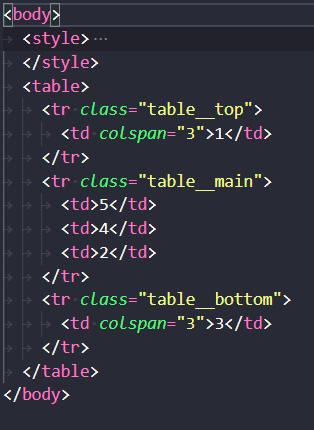 <body>
<style>…
</style>
<table>
<tr class="table__top">
<td colspan="3">1</td>
</tr>
<tr class="table__main">
<td>5</td>
<td>4</td>
<td>2</td>
</tr>
<tr class="table__bottom">
<td colspan="3">3</td>
</tr>
</table>
</body>